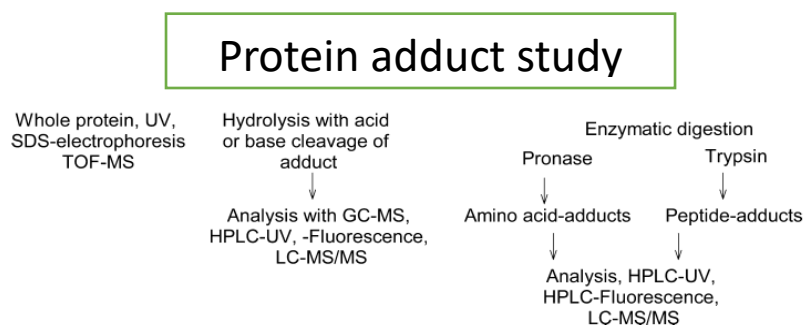 Protein adduct study
Whole protein, UV,
SDS-electrophoresis
TOF-MS
Hydrolysis with acid
or base cleavage of
adduct
Analysis with GC-MS,
HPLC-UV, -Fluorescence,
LC-MS/MS
Enzymatic digestion
Pronase
Trypsin
Amino acid-adducts
Peptide-adducts
Analysis, HPLC-UV,
HPLC-Fluorescence,
LC-MS/MS